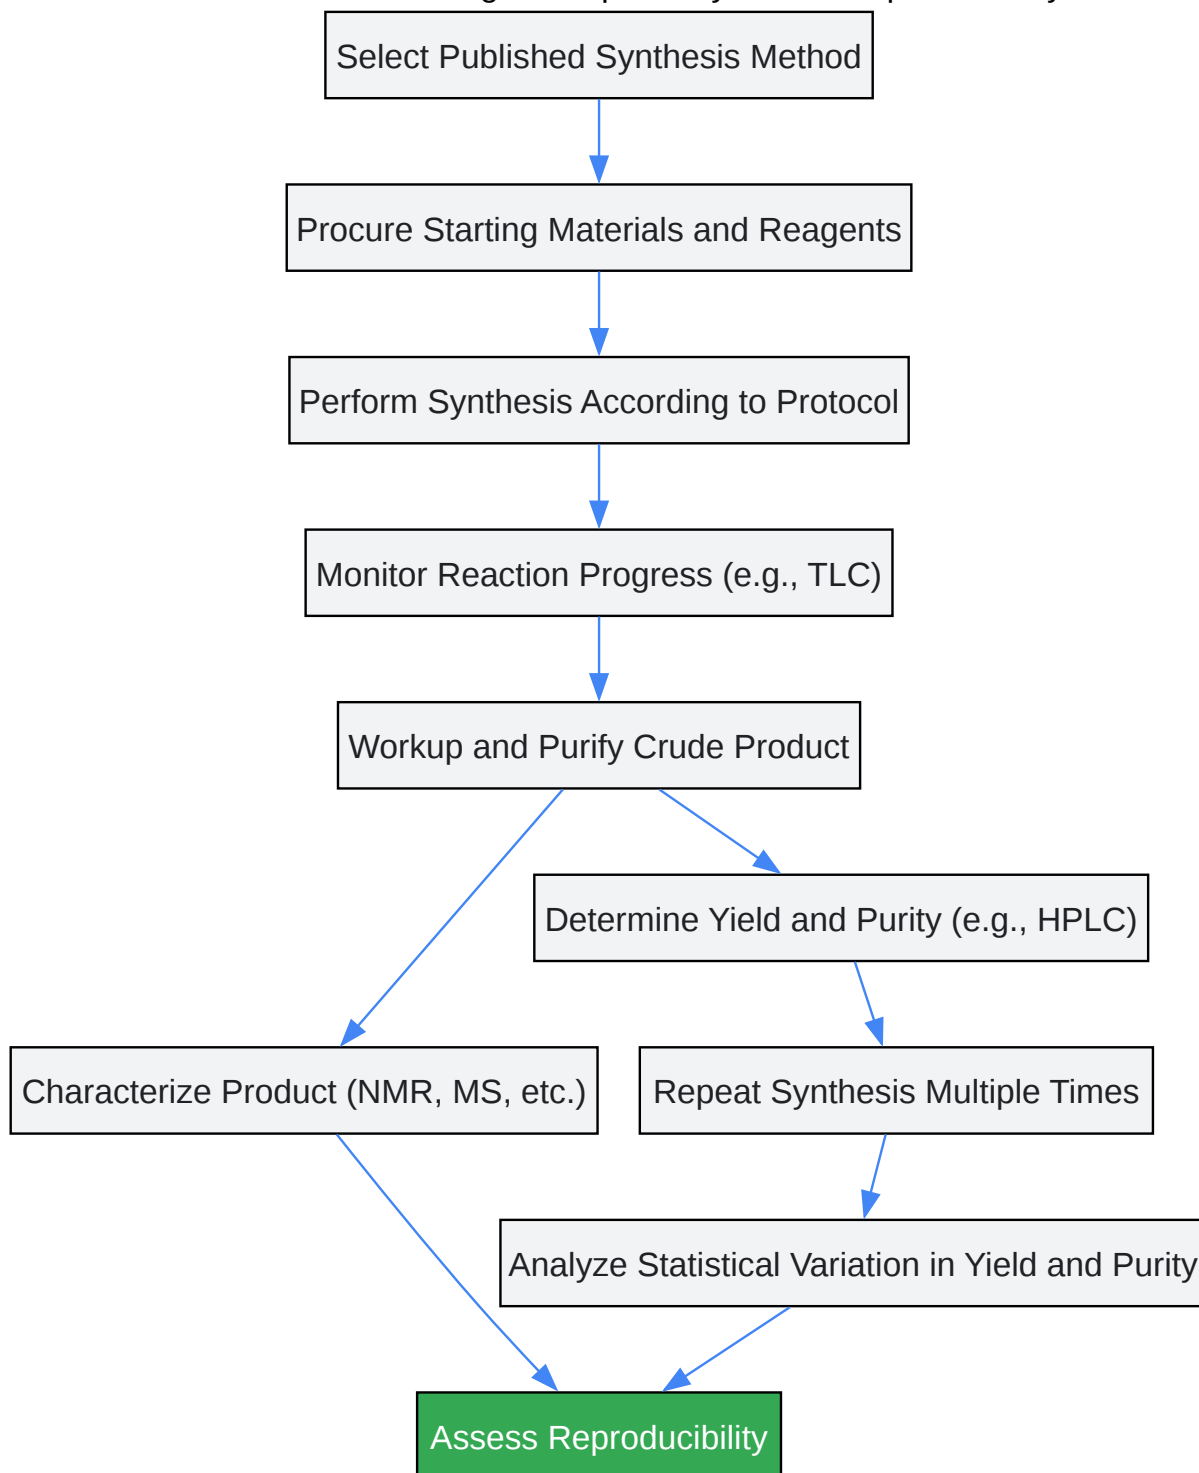 Select Published Synthesis Method
Procure Starting Materials and Reagents
Perform Synthesis According to Protocol
Monitor Reaction Progress (e.g., TLC)
Workup and Purify Crude Product
Determine Yield and Purity (e.g., HPLC)
Characterize Product (NMR, MS, etc.)
Repeat Synthesis Multiple Times
Analyze Statistical Variation in Yield and Purity
Assess Reproducibility